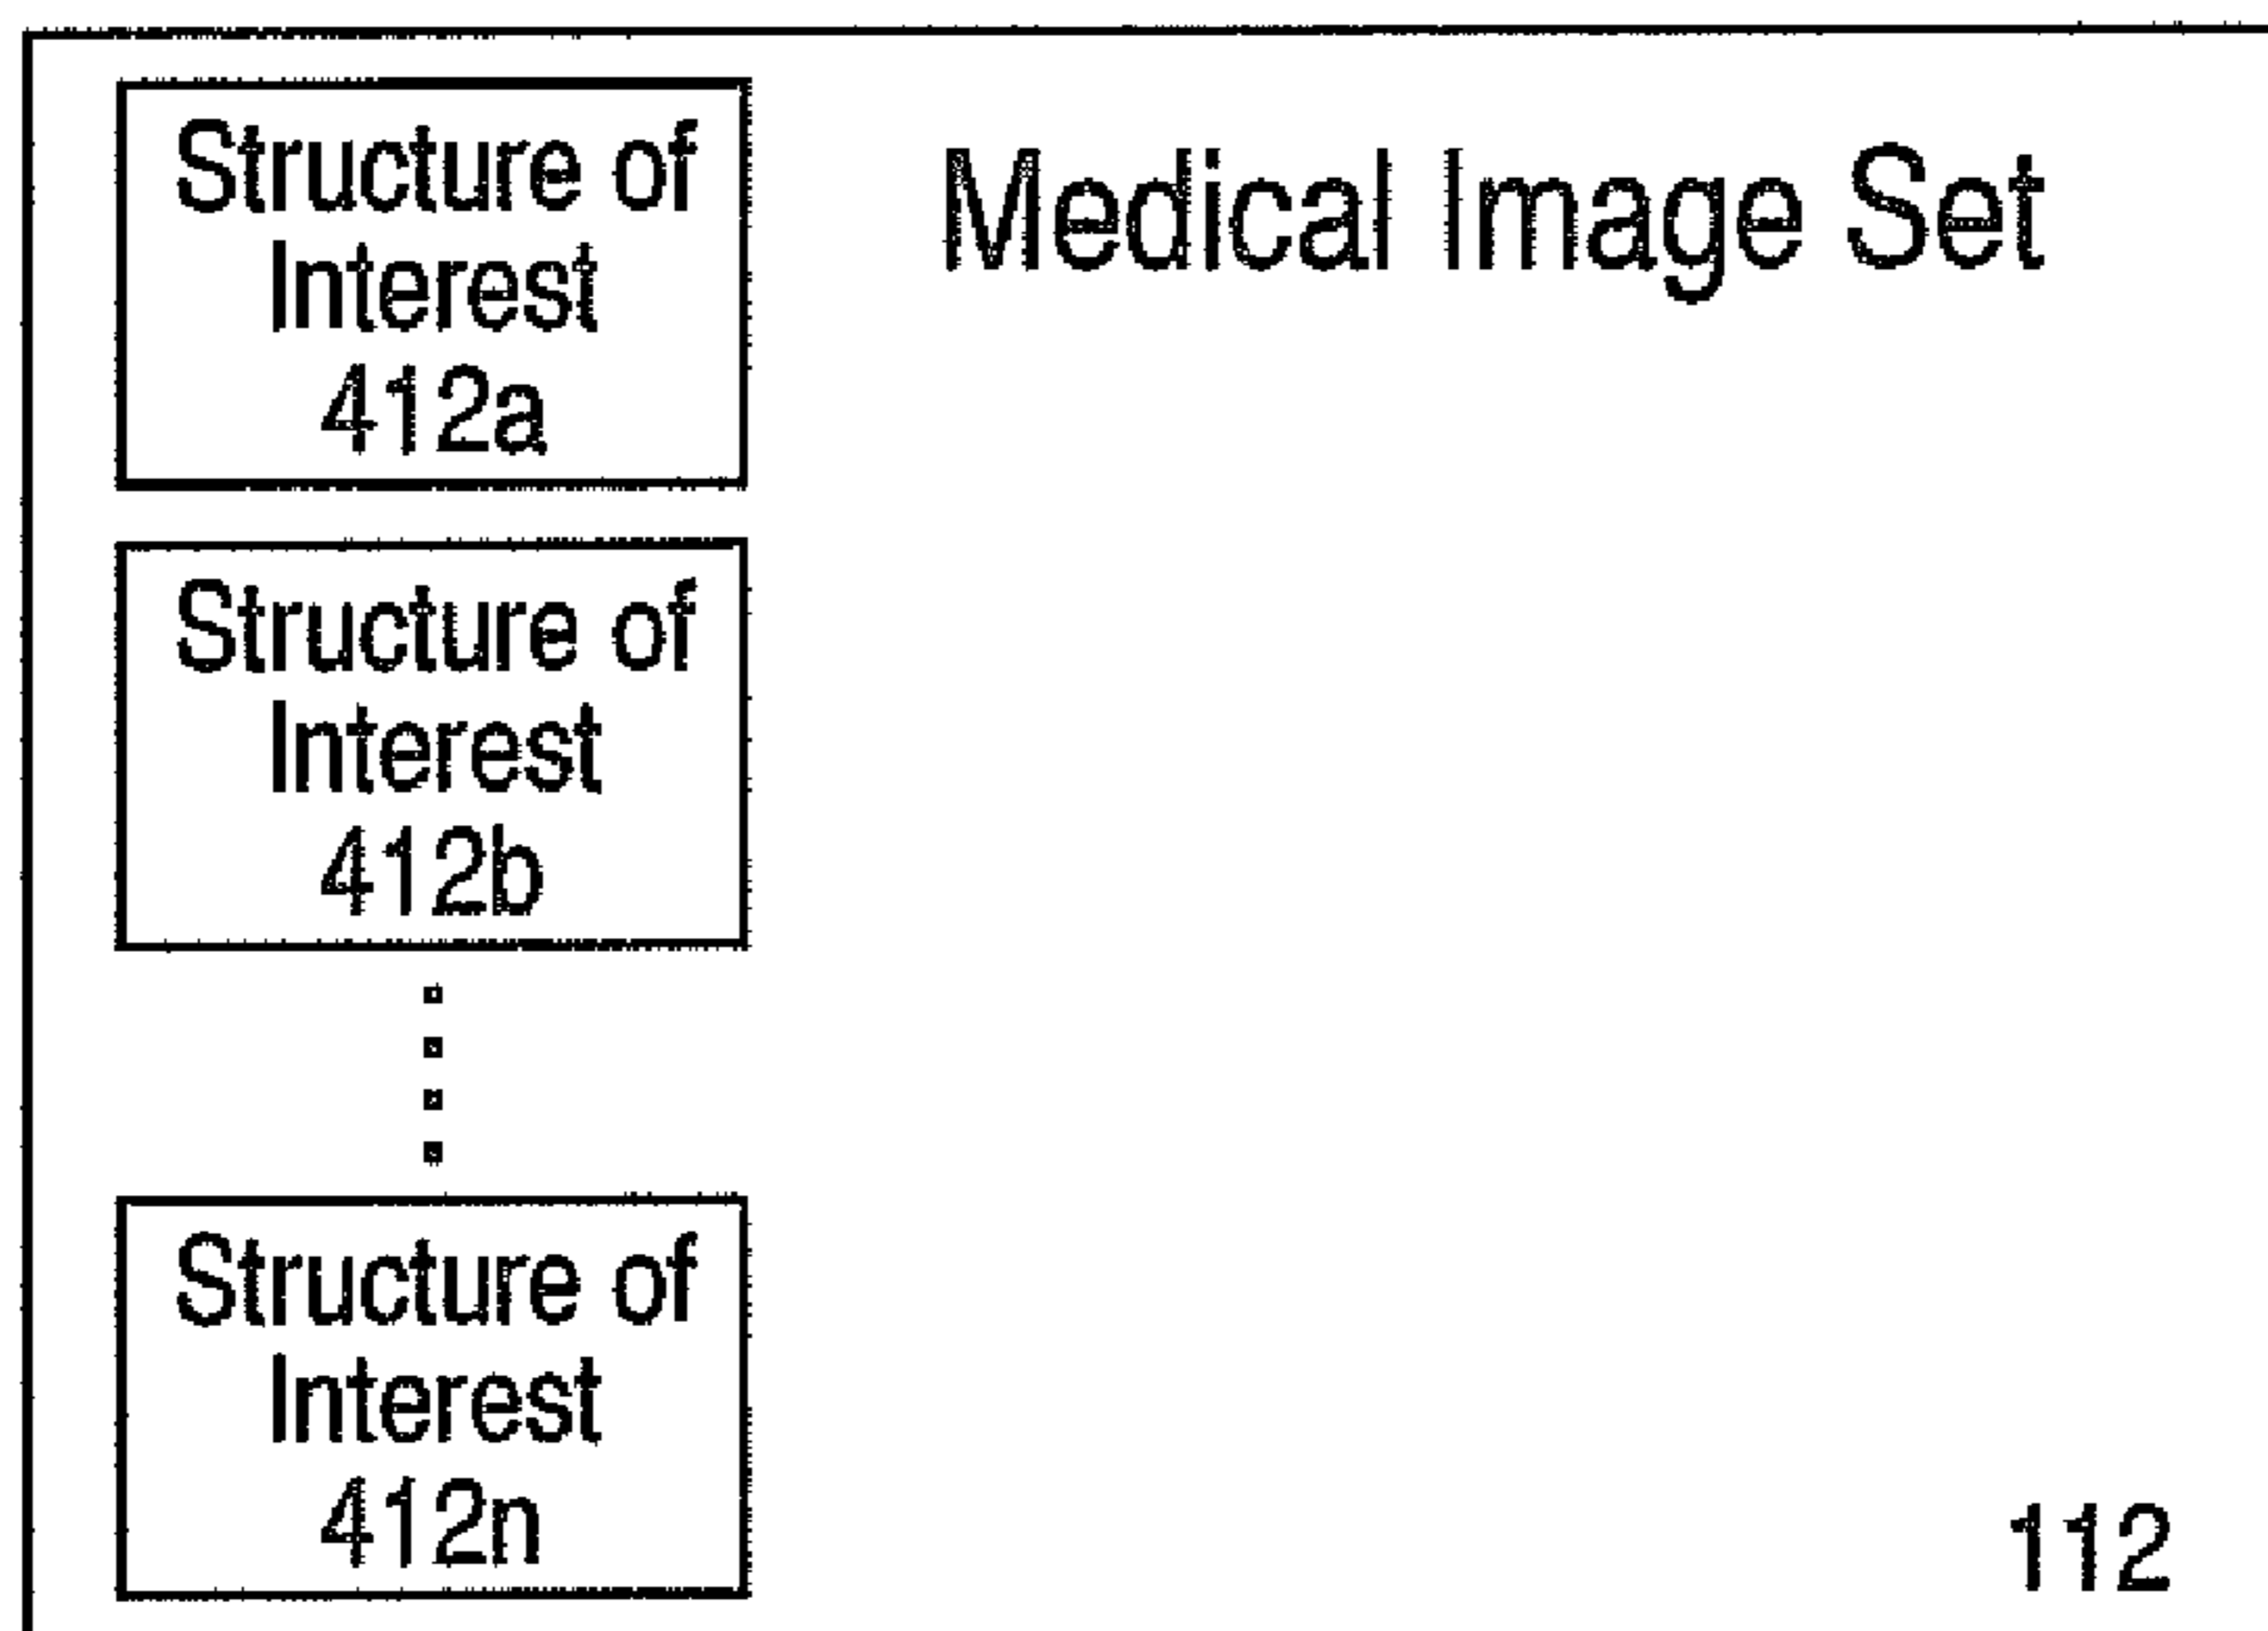 Structure of
Interest
412a
Medical Image Set
Structure of
Interest
412b
Structure of
Interest
412n
112